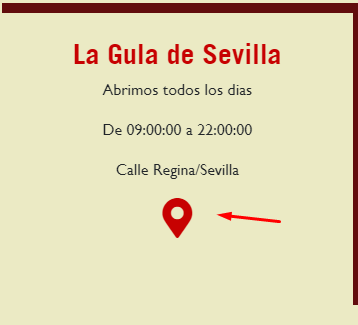 La Gula de Sevilla
Abrimos todos los dias
De 09:00:00 a 22:00:00
Calle Regina/Sevilla